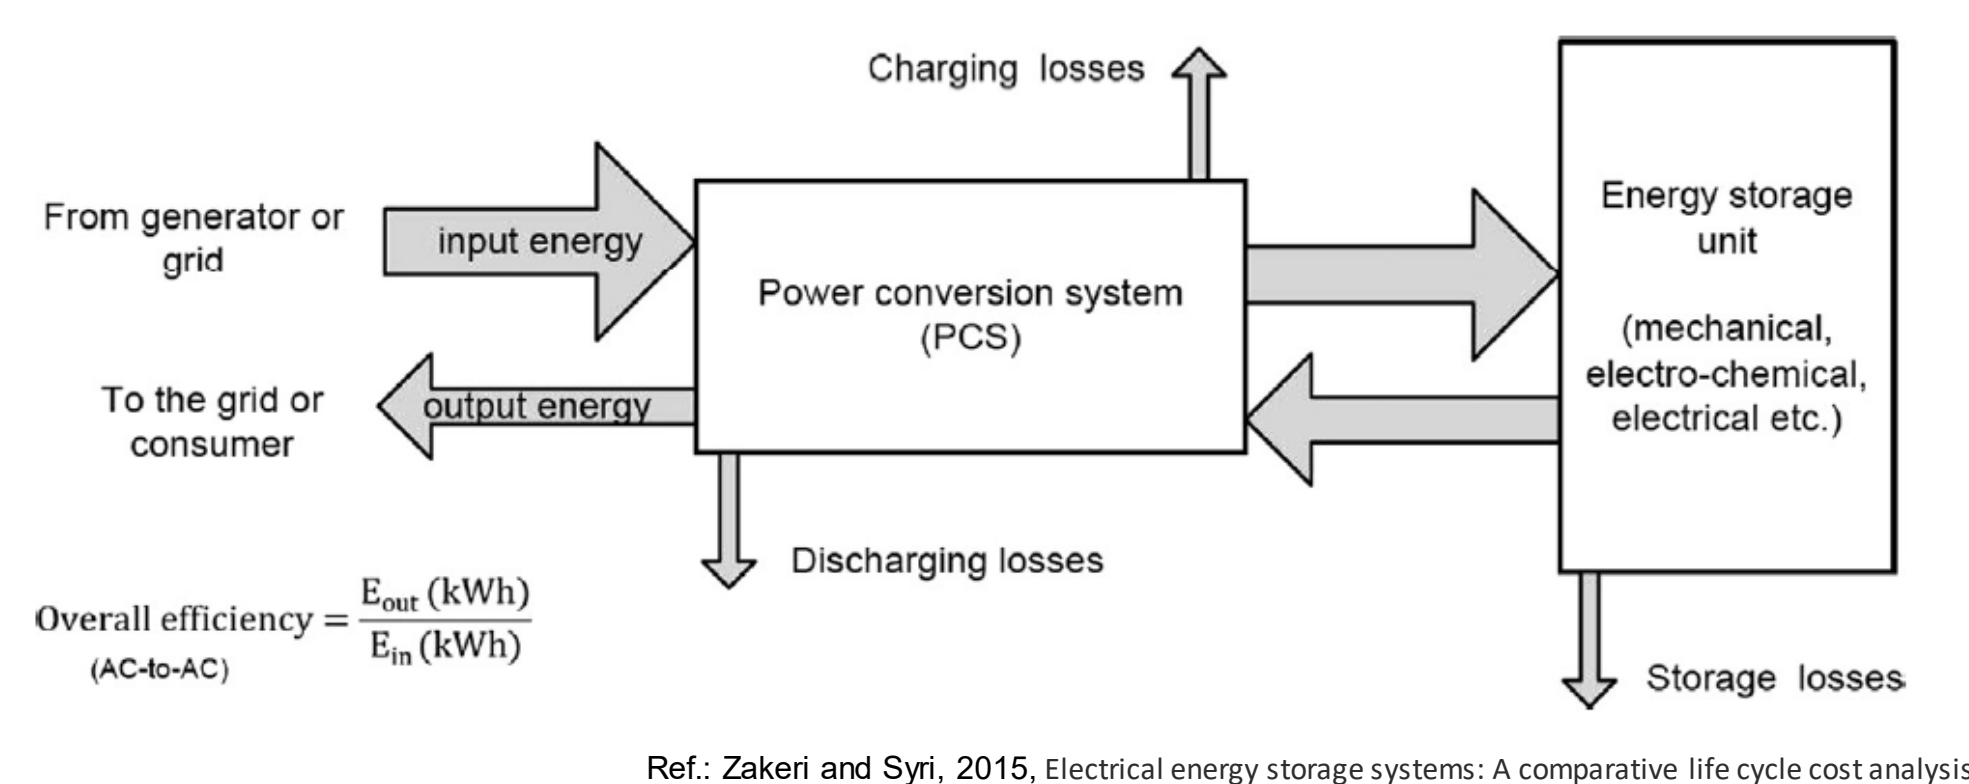 Charging losses
From generator or
grid
input energy
Power conversion system
(PCS)
Energy storage
unit
(mechanical,
electro-chemical,
electrical etc.)
To the grid or
consumer
output energy
Discharging losses
Overall efficiency = E_out (kWh) / E_in (kWh)
(AC-to-AC)
Storage losses
Ref.: Zakeri and Syri, 2015, Electrical energy storage systems: A comparative life cycle cost analysis